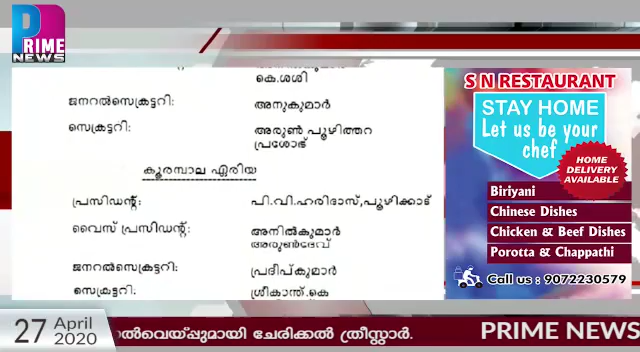 PRIME
NEWS
കെ.ശശി
ജനറൽസെക്രട്ടറി: അനുകുമാർ
സെക്രട്ടറി: അരുൺ പൂഴിത്തറ
പ്രശോഭ്
കൂരമ്പാല ഏരിയ
പ്രസിഡന്റ്: പി.വി.ഹരിദാസ്,പൂഴിക്കാട്
വൈസ് പ്രസിഡന്റ്: അനിൽകുമാർ
അരുൺദേവ്
ജനറൽസെക്രട്ടറി: പ്രദീപ്കുമാർ
സെക്രട്ടറി: ശ്രീകാന്ത്.കെ
S N RESTAURANT
STAY HOME
Let us be your
chef
HOME
DELIVERY
AVAILABLE
Biriyani
Chinese Dishes
Chicken & Beef Dishes
Porotta & Chappathi
Call us : 9072230579
27 April
2020
ൽവെയ്പ്പുമായി ചേരിക്കൽ ത്രീസ്റ്റാർ.
PRIME NEWS